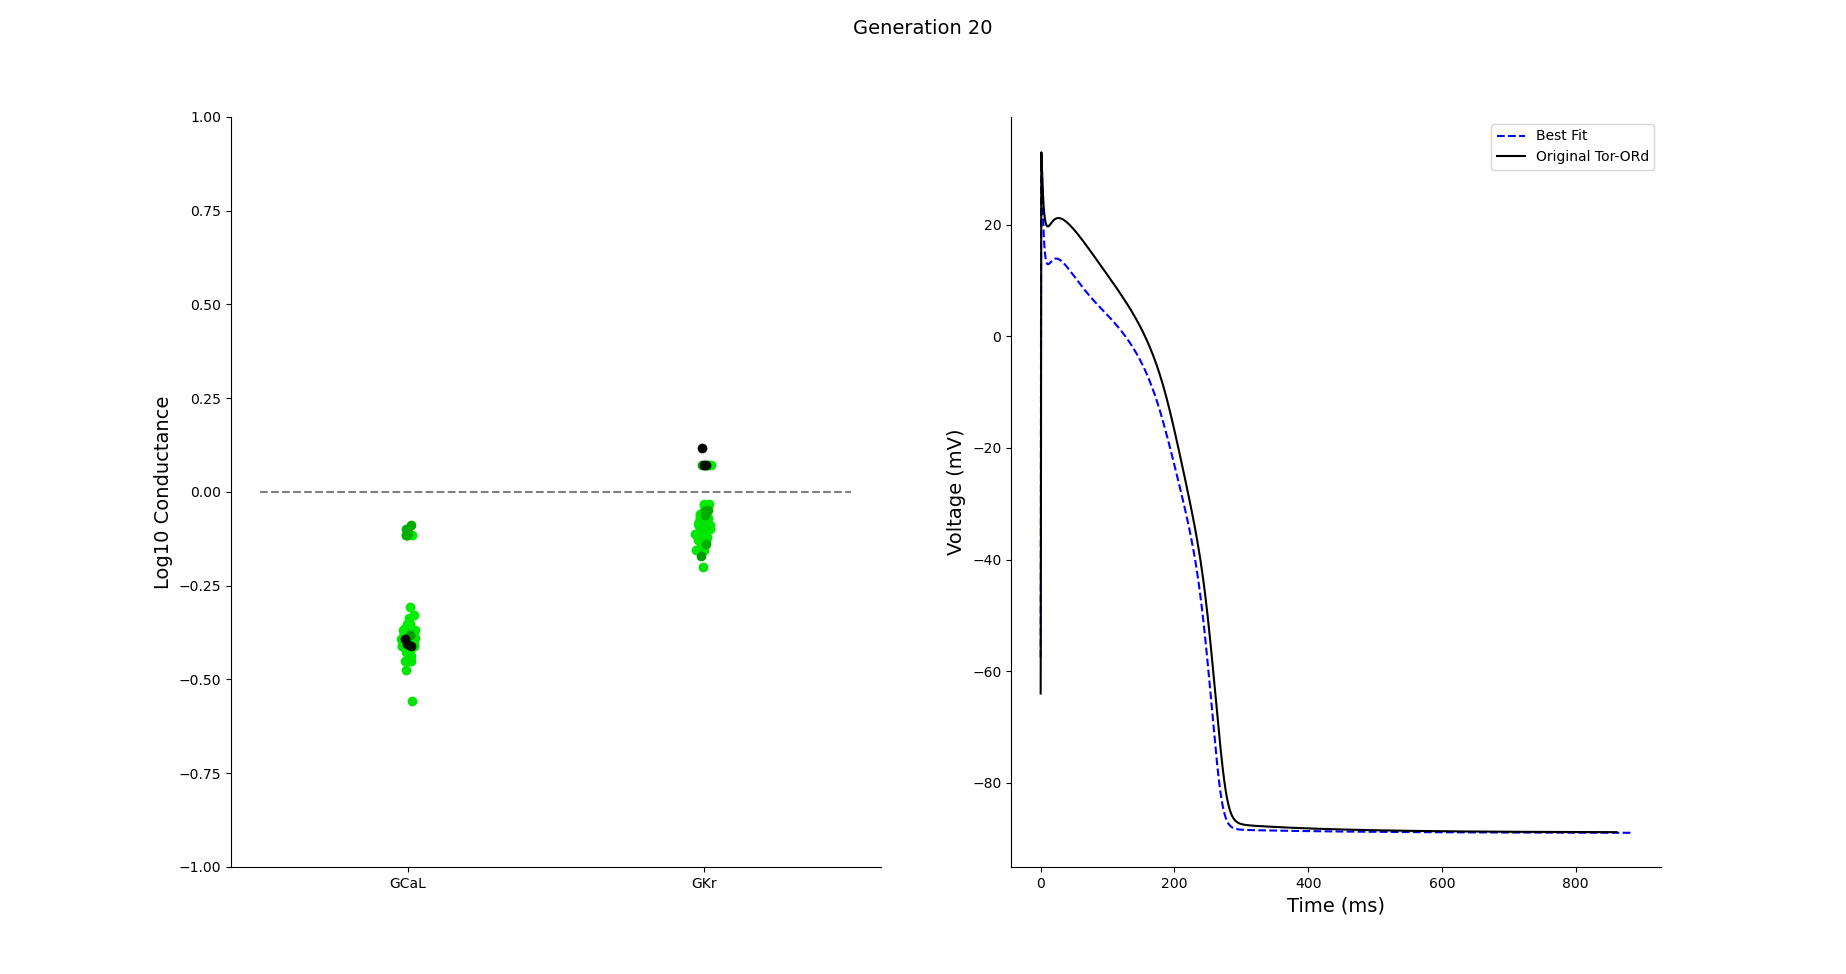 Generation 20
1.00
0.75
0.50
0.25
0.00
−0.25
−0.50
−0.75
−1.00
Log10 Conductance
GCaL
GKr
Best Fit
Original Tor-ORd
20
0
−20
−40
−60
−80
Voltage (mV)
0
200
400
600
800
Time (ms)